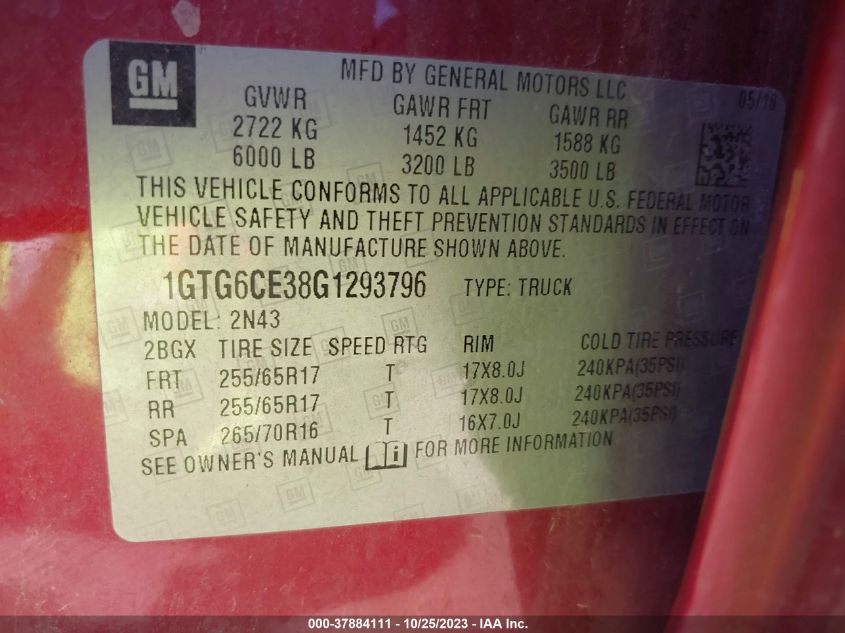 GM
MFD BY GENERAL MOTORS LLC
05/16
GVWR GAWR FRT GAWR RR
2722 KG 1452 KG 1588 KG
6000 LB 3200 LB 3500 LB
THIS VEHICLE CONFORMS TO ALL APPLICABLE U.S. FEDERAL MOTOR
VEHICLE SAFETY AND THEFT PREVENTION STANDARDS IN EFFECT ON
THE DATE OF MANUFACTURE SHOWN ABOVE.
1GTG6CE38G1293796 TYPE: TRUCK
MODEL: 2N43
2BGX TIRE SIZE SPEED RTG RIM COLD TIRE PRESSURE
FRT 255/65R17 T 17X8.0J 240KPA(35PSI)
RR 255/65R17 T 17X8.0J 240KPA(35PSI)
SPA 265/70R16 T 16X7.0J 240KPA(35PSI)
SEE OWNER'S MANUAL i FOR MORE INFORMATION
000-37884111 - 10/25/2023 - IAA Inc.